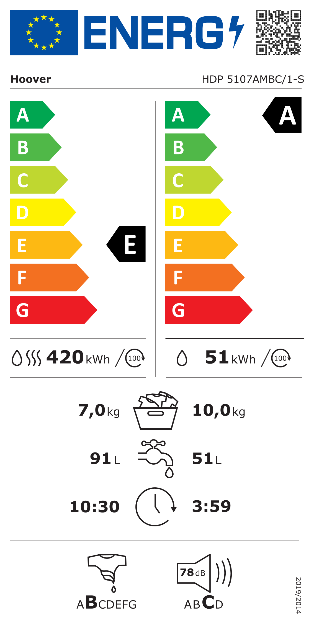 ENERG
Hoover HDP 5107AMBC/1-S
A A A
B B
C C
D D
E E E
F F
G G
420 kWh / 100 51 kWh / 100
7,0 kg 10,0 kg
91 L 51 L
10:30 3:59
78 dB
ABCDEFG ABCD
2019/2014